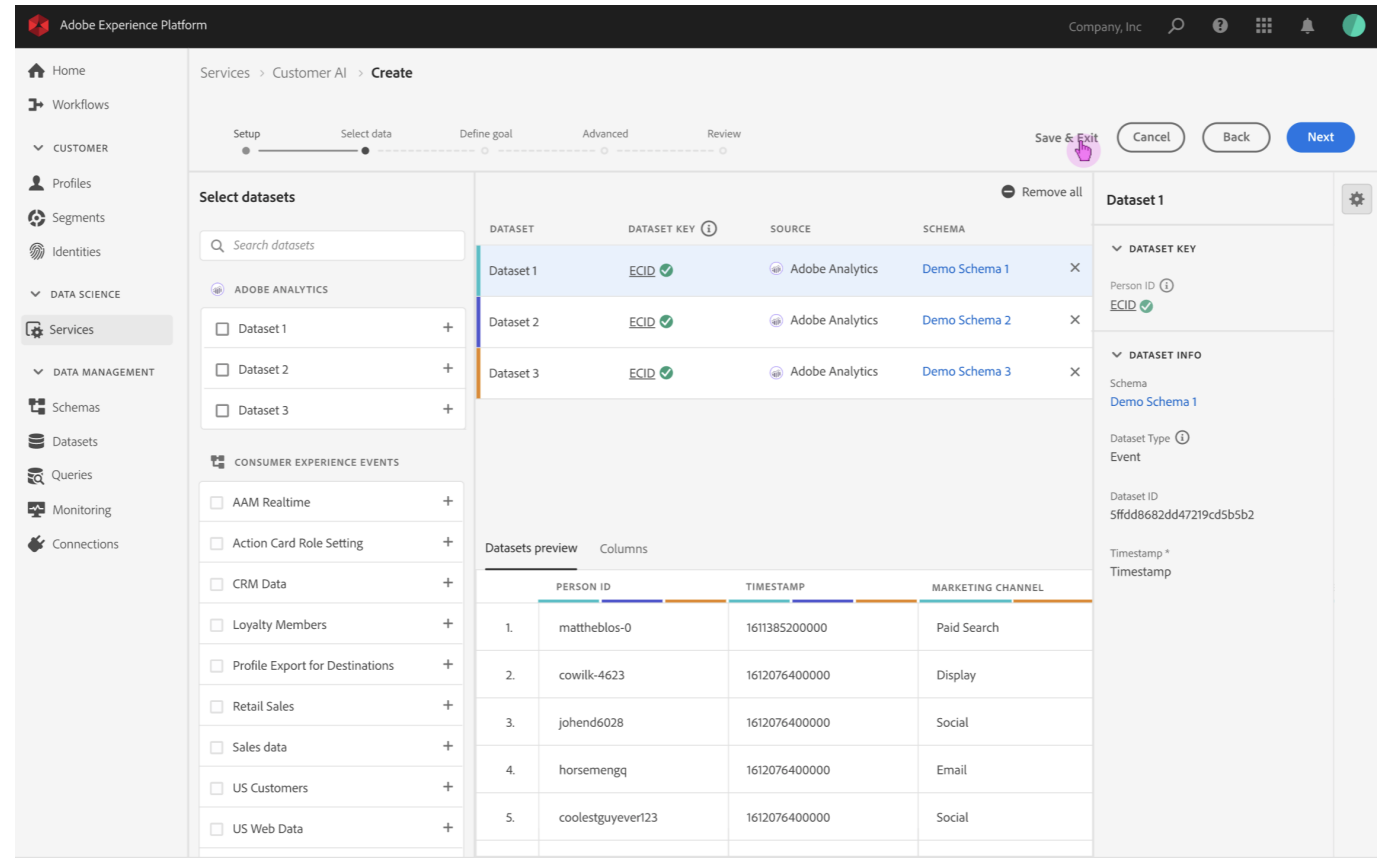 Adobe Experience Platform
Company, Inc
Home
Workflows
CUSTOMER
Profiles
Segments
Identities
DATA SCIENCE
Services
DATA MANAGEMENT
Schemas
Datasets
Queries
Monitoring
Connections
Services > Customer AI > Create
Setup Select data Define goal Advanced Review
Save & Exit Cancel Back Next
Select datasets
Search datasets
ADOBE ANALYTICS
Dataset 1 +
Dataset 2 +
Dataset 3 +
CONSUMER EXPERIENCE EVENTS
AAM Realtime +
Action Card Role Setting +
CRM Data +
Loyalty Members +
Profile Export for Destinations +
Retail Sales +
Sales data +
US Customers +
US Web Data +
Remove all
DATASET DATASET KEY SOURCE SCHEMA
Dataset 1 ECID Adobe Analytics Demo Schema 1
Dataset 2 ECID Adobe Analytics Demo Schema 2
Dataset 3 ECID Adobe Analytics Demo Schema 3
Datasets preview Columns
PERSON ID TIMESTAMP MARKETING CHANNEL
1. mattheblos-0 1611385200000 Paid Search
2. cowilk-4623 1612076400000 Display
3. johend6028 1612076400000 Social
4. horsemengq 1612076400000 Email
5. coolestguyever123 1612076400000 Social
Dataset 1
DATASET KEY
Person ID
ECID
DATASET INFO
Schema
Demo Schema 1
Dataset Type
Event
Dataset ID
5ffdd8682dd47219cd5b5b2
Timestamp *
Timestamp